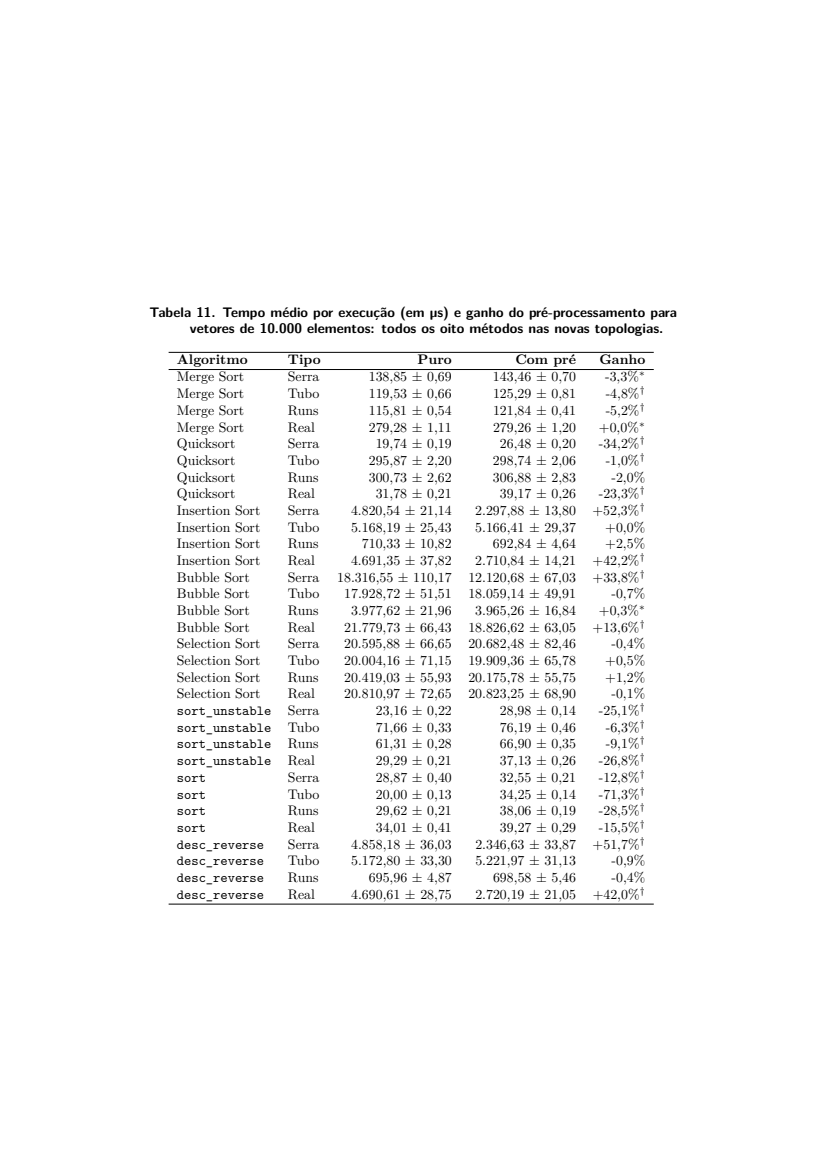 Tabela 11. Tempo médio por execução (em µs) e ganho do pré-processamento para
vetores de 10.000 elementos: todos os oito métodos nas novas topologias.
Algoritmo Tipo Puro Com pré Ganho
Merge Sort Serra 138,85 ± 0,69 143,46 ± 0,70 -3,3%*
Merge Sort Tubo 119,53 ± 0,66 125,29 ± 0,81 -4,8%†
Merge Sort Runs 115,81 ± 0,54 121,84 ± 0,41 -5,2%†
Merge Sort Real 279,28 ± 1,11 279,26 ± 1,20 +0,0%*
Quicksort Serra 19,74 ± 0,19 26,48 ± 0,20 -34,2%†
Quicksort Tubo 295,87 ± 2,20 298,74 ± 2,06 -1,0%†
Quicksort Runs 300,73 ± 2,62 306,88 ± 2,83 -2,0%
Quicksort Real 31,78 ± 0,21 39,17 ± 0,26 -23,3%†
Insertion Sort Serra 4.820,54 ± 21,14 2.297,88 ± 13,80 +52,3%†
Insertion Sort Tubo 5.168,19 ± 25,43 5.166,41 ± 29,37 +0,0%
Insertion Sort Runs 710,33 ± 10,82 692,84 ± 4,64 +2,5%
Insertion Sort Real 4.691,35 ± 37,82 2.710,84 ± 14,21 +42,2%†
Bubble Sort Serra 18.316,55 ± 110,17 12.120,68 ± 67,03 +33,8%†
Bubble Sort Tubo 17.928,72 ± 51,51 18.059,14 ± 49,91 -0,7%
Bubble Sort Runs 3.977,62 ± 21,96 3.965,26 ± 16,84 +0,3%*
Bubble Sort Real 21.779,73 ± 66,43 18.826,62 ± 63,05 +13,6%†
Selection Sort Serra 20.595,88 ± 66,65 20.682,48 ± 82,46 -0,4%
Selection Sort Tubo 20.004,16 ± 71,15 19.909,36 ± 65,78 +0,5%
Selection Sort Runs 20.419,03 ± 55,93 20.175,78 ± 55,75 +1,2%
Selection Sort Real 20.810,97 ± 72,65 20.823,25 ± 68,90 -0,1%
sort_unstable Serra 23,16 ± 0,22 28,98 ± 0,14 -25,1%†
sort_unstable Tubo 71,66 ± 0,33 76,19 ± 0,46 -6,3%†
sort_unstable Runs 61,31 ± 0,28 66,90 ± 0,35 -9,1%†
sort_unstable Real 29,29 ± 0,21 37,13 ± 0,26 -26,8%†
sort Serra 28,87 ± 0,40 32,55 ± 0,21 -12,8%†
sort Tubo 20,00 ± 0,13 34,25 ± 0,14 -71,3%†
sort Runs 29,62 ± 0,21 38,06 ± 0,19 -28,5%†
sort Real 34,01 ± 0,41 39,27 ± 0,29 -15,5%†
desc_reverse Serra 4.858,18 ± 36,03 2.346,63 ± 33,87 +51,7%†
desc_reverse Tubo 5.172,80 ± 33,30 5.221,97 ± 31,13 -0,9%
desc_reverse Runs 695,96 ± 4,87 698,58 ± 5,46 -0,4%
desc_reverse Real 4.690,61 ± 28,75 2.720,19 ± 21,05 +42,0%†